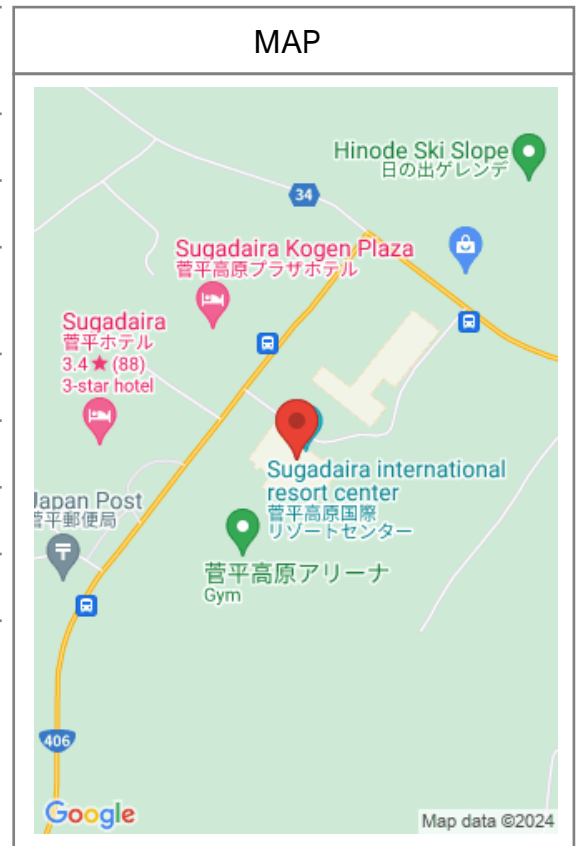 MAP
Hinode Ski Slope
日の出ゲレンデ
34
Sugadaira Kogen Plaza
菅平高原プラザホテル
Sugadaira
菅平ホテル
3.4★(88)
3-star hotel
Sugadaira international
resort center
菅平高原国際
リゾートセンター
Japan Post
菅平郵便局
菅平高原アリーナ
Gym
406
Google
Map data ©2024